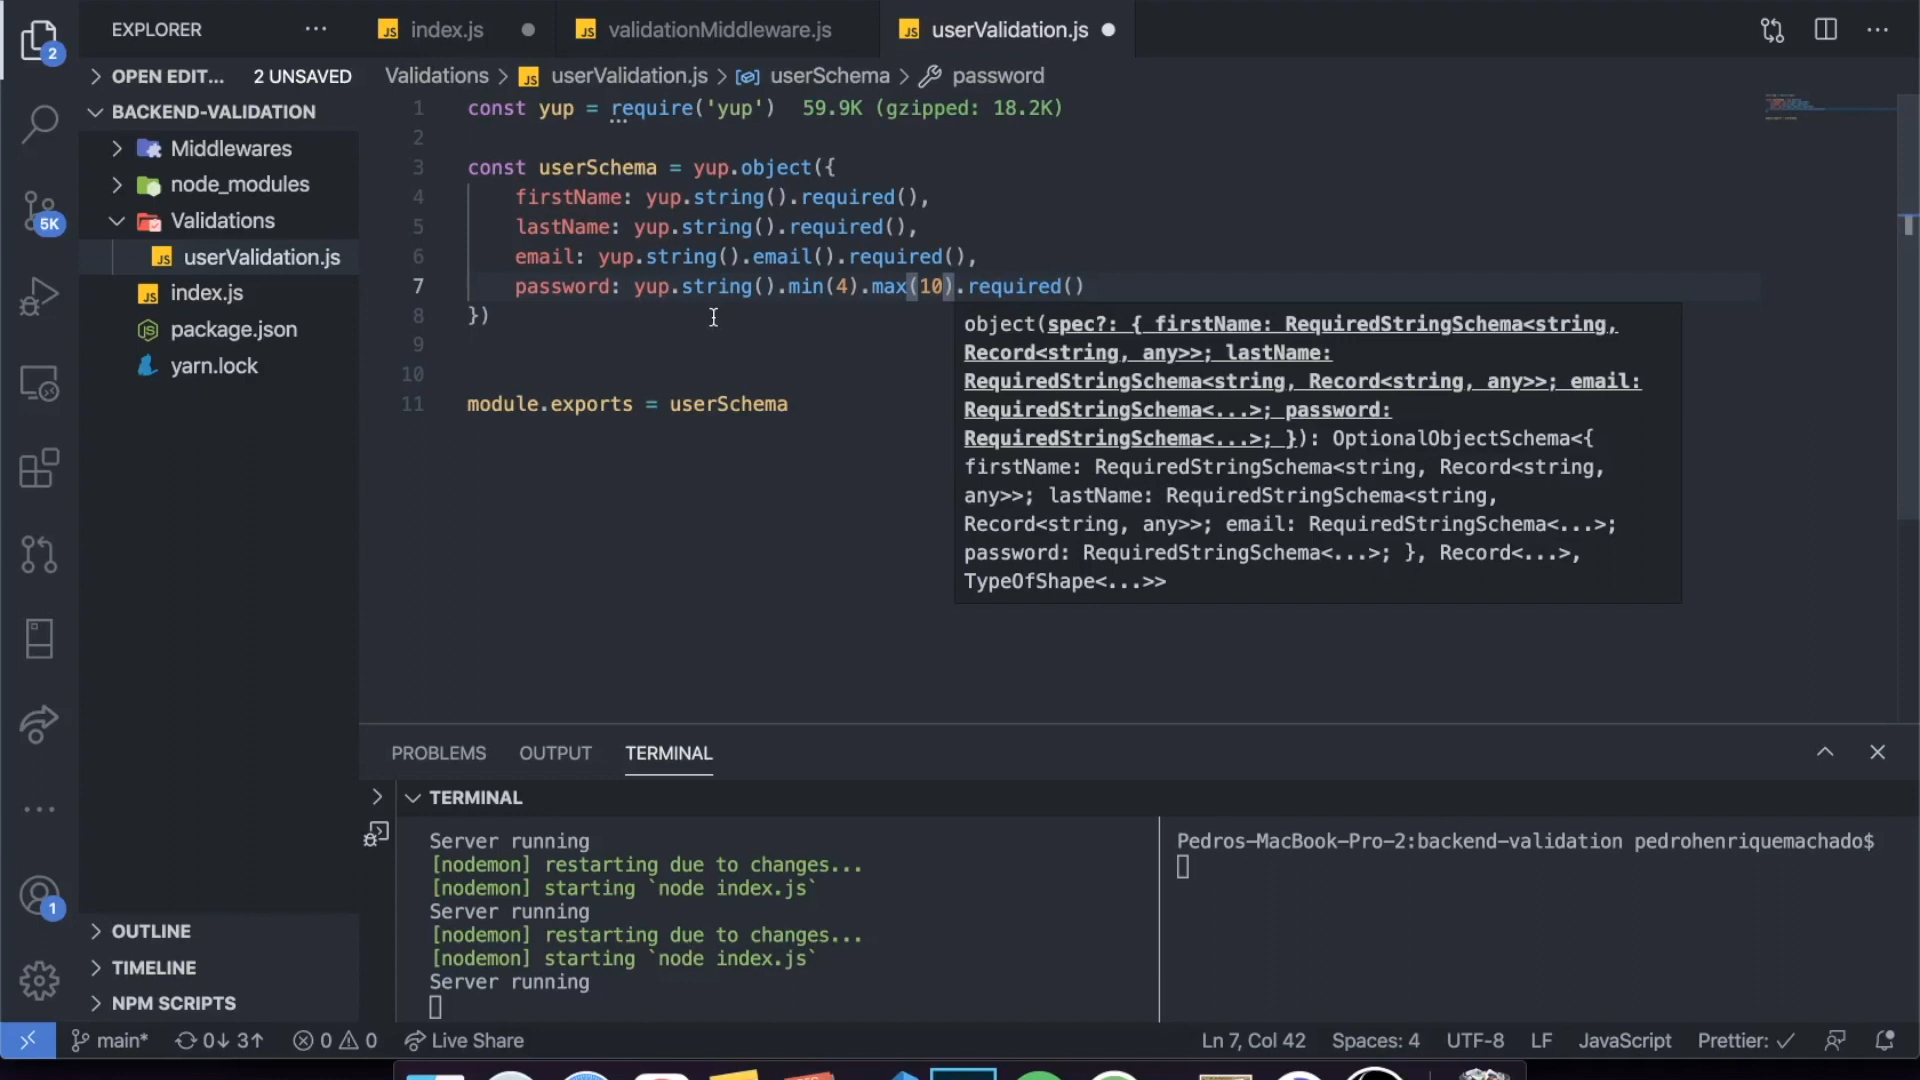 EXPLORER
index.js
validationMiddleware.js
userValidation.js
2
OPEN EDIT... 2 UNSAVED
Validations > userValidation.js > userSchema > password
BACKEND-VALIDATION
Middlewares
node_modules
Validations
userValidation.js
index.js
package.json
yarn.lock
5K
1 const yup = require('yup') 59.9K (gzipped: 18.2K)
2
3 const userSchema = yup.object({
4 firstName: yup.string().required(),
5 lastName: yup.string().required(),
6 email: yup.string().email().required(),
7 password: yup.string().min(4).max(10).required()
8 })
9
10
11 module.exports = userSchema
object(spec?: { firstName: RequiredStringSchema<string,
Record<string, any>>; lastName:
RequiredStringSchema<string, Record<string, any>>; email:
RequiredStringSchema<...>; password:
RequiredStringSchema<...>; }): OptionalObjectSchema<{
firstName: RequiredStringSchema<string, Record<string,
any>>; lastName: RequiredStringSchema<string,
Record<string, any>>; email: RequiredStringSchema<...>;
password: RequiredStringSchema<...>; }, Record<...>,
TypeOfShape<...>>
PROBLEMS OUTPUT TERMINAL
TERMINAL
Server running
[nodemon] restarting due to changes...
[nodemon] starting `node index.js`
Server running
[nodemon] restarting due to changes...
[nodemon] starting `node index.js`
Server running
Pedros-MacBook-Pro-2:backend-validation pedrohenriquemachado$
1
OUTLINE
TIMELINE
NPM SCRIPTS
main* 0↓ 3↑ 0 0 Live Share Ln 7, Col 42 Spaces: 4 UTF-8 LF JavaScript Prettier: ✓